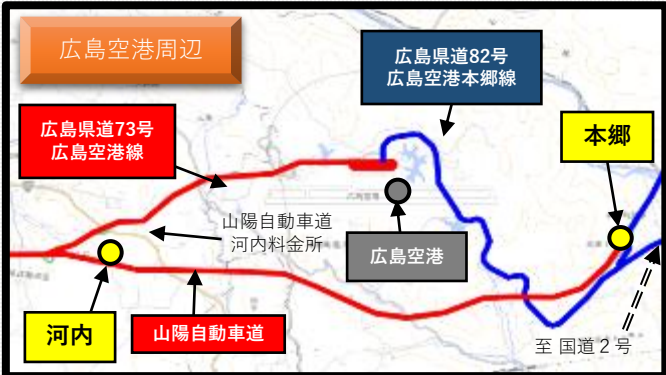 広島空港周辺
広島県道82号
広島空港本郷線
広島県道73号
広島空港線
本郷
山陽自動車道
河内料金所
広島空港
河内
山陽自動車道
至 国道２号